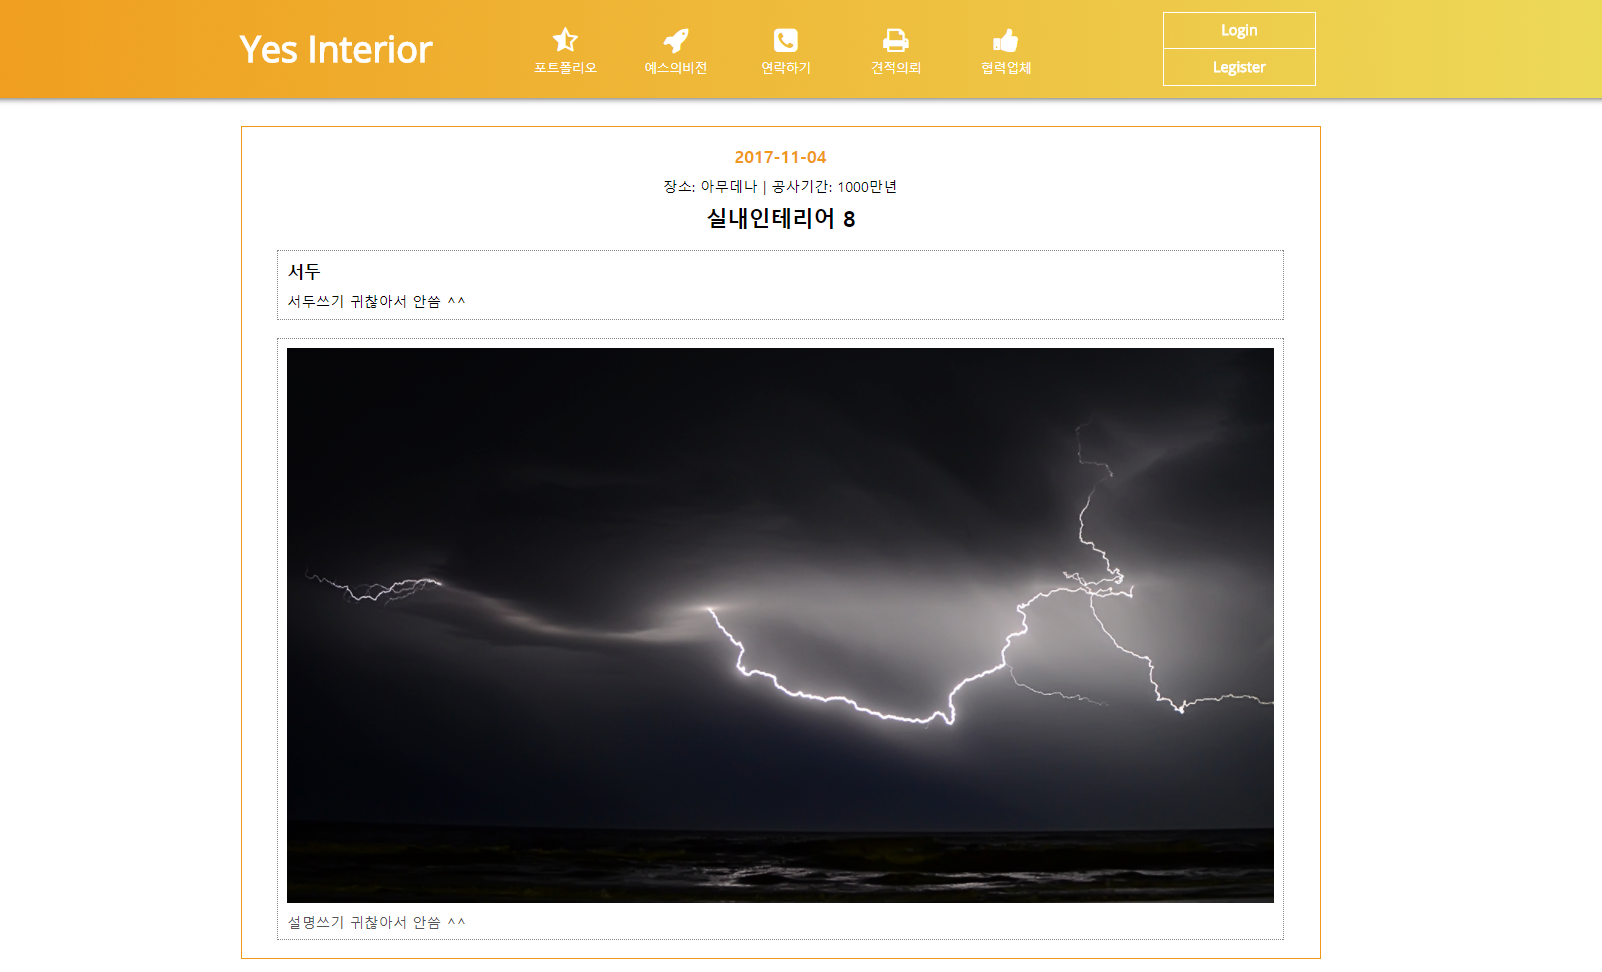 Yes Interior
포트폴리오
예스의비전
연락하기
견적의뢰
협력업체
Login
Legister
2017-11-04
장소: 아무데나 | 공사기간: 1000만년
실내인테리어 8
서두
서두쓰기 귀찮아서 안씀 ^^
설명쓰기 귀찮아서 안씀 ^^